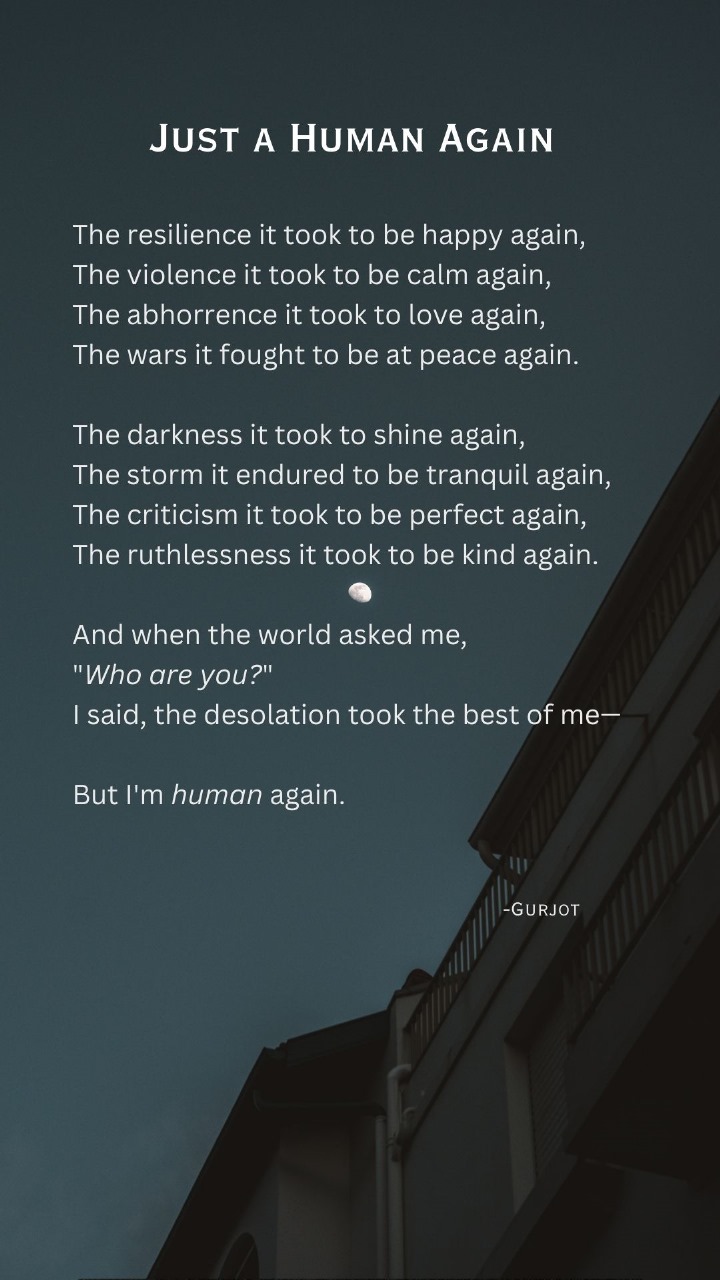 Just a Human Again
The resilience it took to be happy again,
The violence it took to be calm again,
The abhorrence it took to love again,
The wars it fought to be at peace again.
The darkness it took to shine again,
The storm it endured to be tranquil again,
The criticism it took to be perfect again,
The ruthlessness it took to be kind again.
And when the world asked me,
"Who are you?"
I said, the desolation took the best of me—
But I'm human again.
-Gurjot